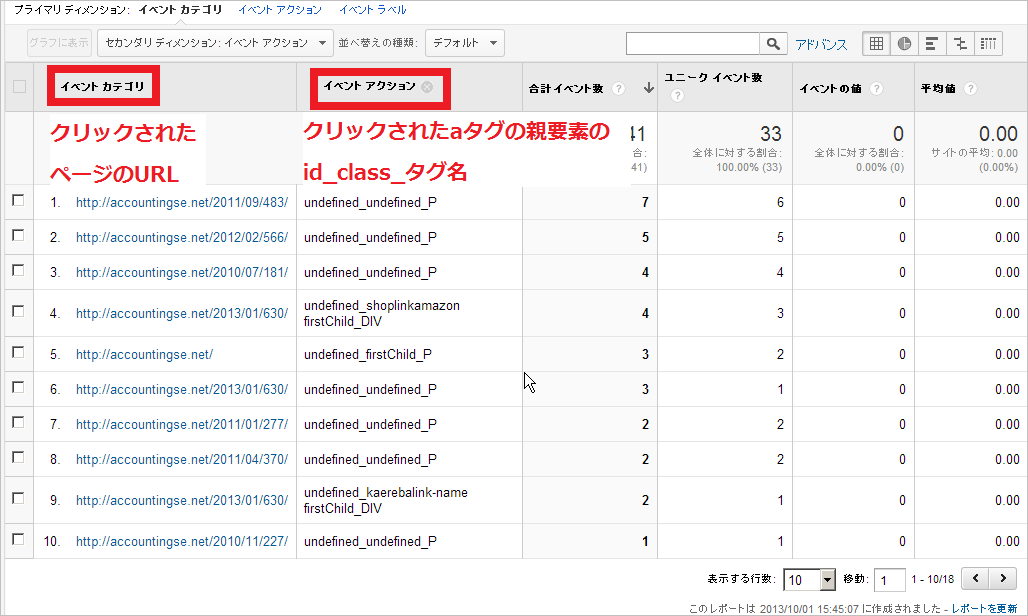 プライマリ ディメンション: イベント カテゴリ イベント アクション イベント ラベル
グラフに表示 セカンダリ ディメンション: イベント アクション 並べ替えの種類: デフォルト アドバンス
イベント カテゴリ イベント アクション 合計イベント数 ? ユニーク イベント数 ? イベントの値 ? 平均値 ?
クリックされた
ページのURL
クリックされたaタグの親要素の
id_class_タグ名
41 33 0 0.00
合: 全体に対する割合: 全体に対する割合: サイトの平均: 0.00
41) 100.00% (33) 0.00% (0) (0.00%)
1. http://accountingse.net/2011/09/483/ undefined_undefined_P 7 6 0 0.00
2. http://accountingse.net/2012/02/566/ undefined_undefined_P 5 5 0 0.00
3. http://accountingse.net/2010/07/181/ undefined_undefined_P 4 4 0 0.00
4. http://accountingse.net/2013/01/630/ undefined_shoplinkamazon
firstChild_DIV 4 3 0 0.00
5. http://accountingse.net/ undefined_firstChild_P 3 2 0 0.00
6. http://accountingse.net/2013/01/630/ undefined_undefined_P 3 1 0 0.00
7. http://accountingse.net/2011/01/277/ undefined_undefined_P 2 2 0 0.00
8. http://accountingse.net/2011/04/370/ undefined_undefined_P 2 2 0 0.00
9. http://accountingse.net/2013/01/630/ undefined_kaerebalink-name
firstChild_DIV 2 1 0 0.00
10. http://accountingse.net/2010/11/227/ undefined_undefined_P 1 1 0 0.00
表示する行数: 10 移動: 1 1 - 10/18
このレポートは 2013/10/01 15:45:07 に作成されました - レポートを更新